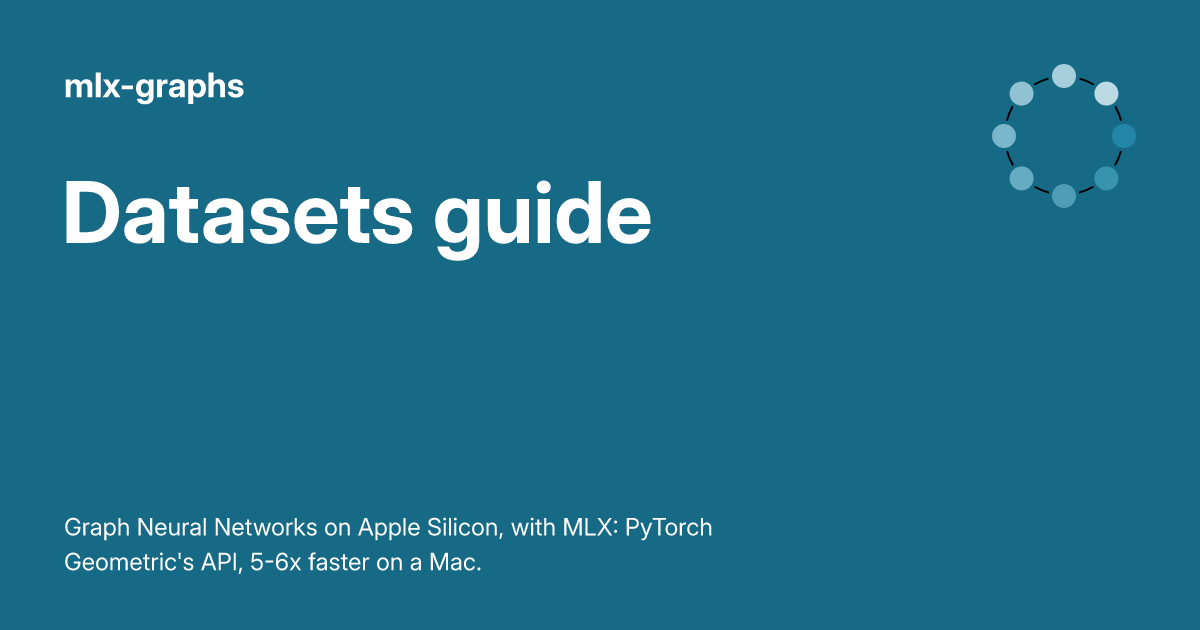 mlx-graphs
Datasets guide
Graph Neural Networks on Apple Silicon, with MLX: PyTorch
Geometric's API, 5-6x faster on a Mac.